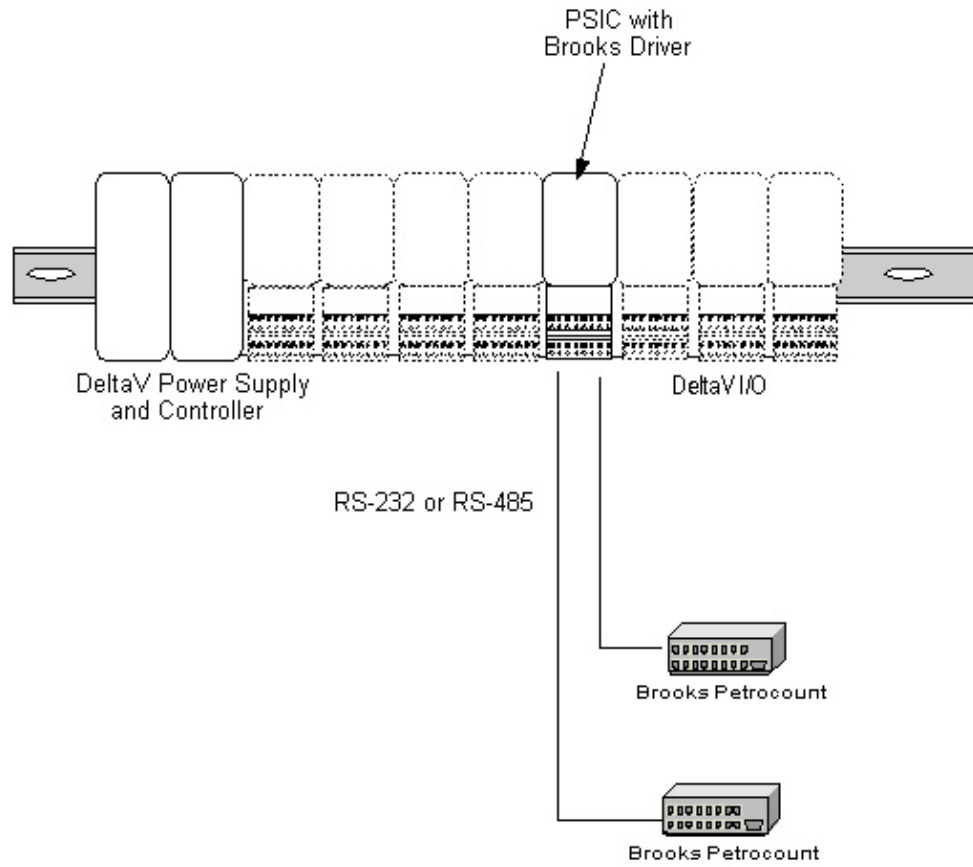 PSIC with
Brooks Driver
DeltaV Power Supply
and Controller
DeltaV I/O
RS-232 or RS-485
Brooks Petrocount
Brooks Petrocount